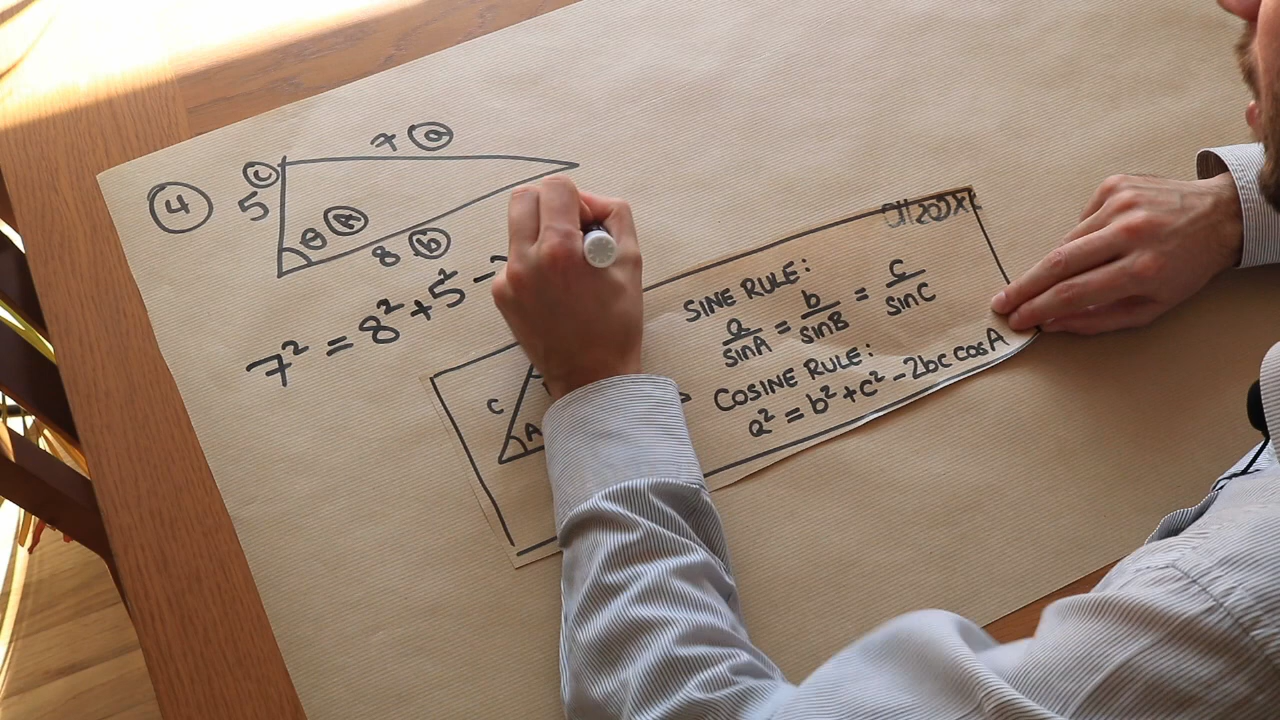 4
7 a
c
5
θ A
8 b
7² = 8² + 5² -
SINE RULE:
a/sinA = b/sinB = c/sinC
COSINE RULE:
a² = b² + c² - 2bc cosA
c
A